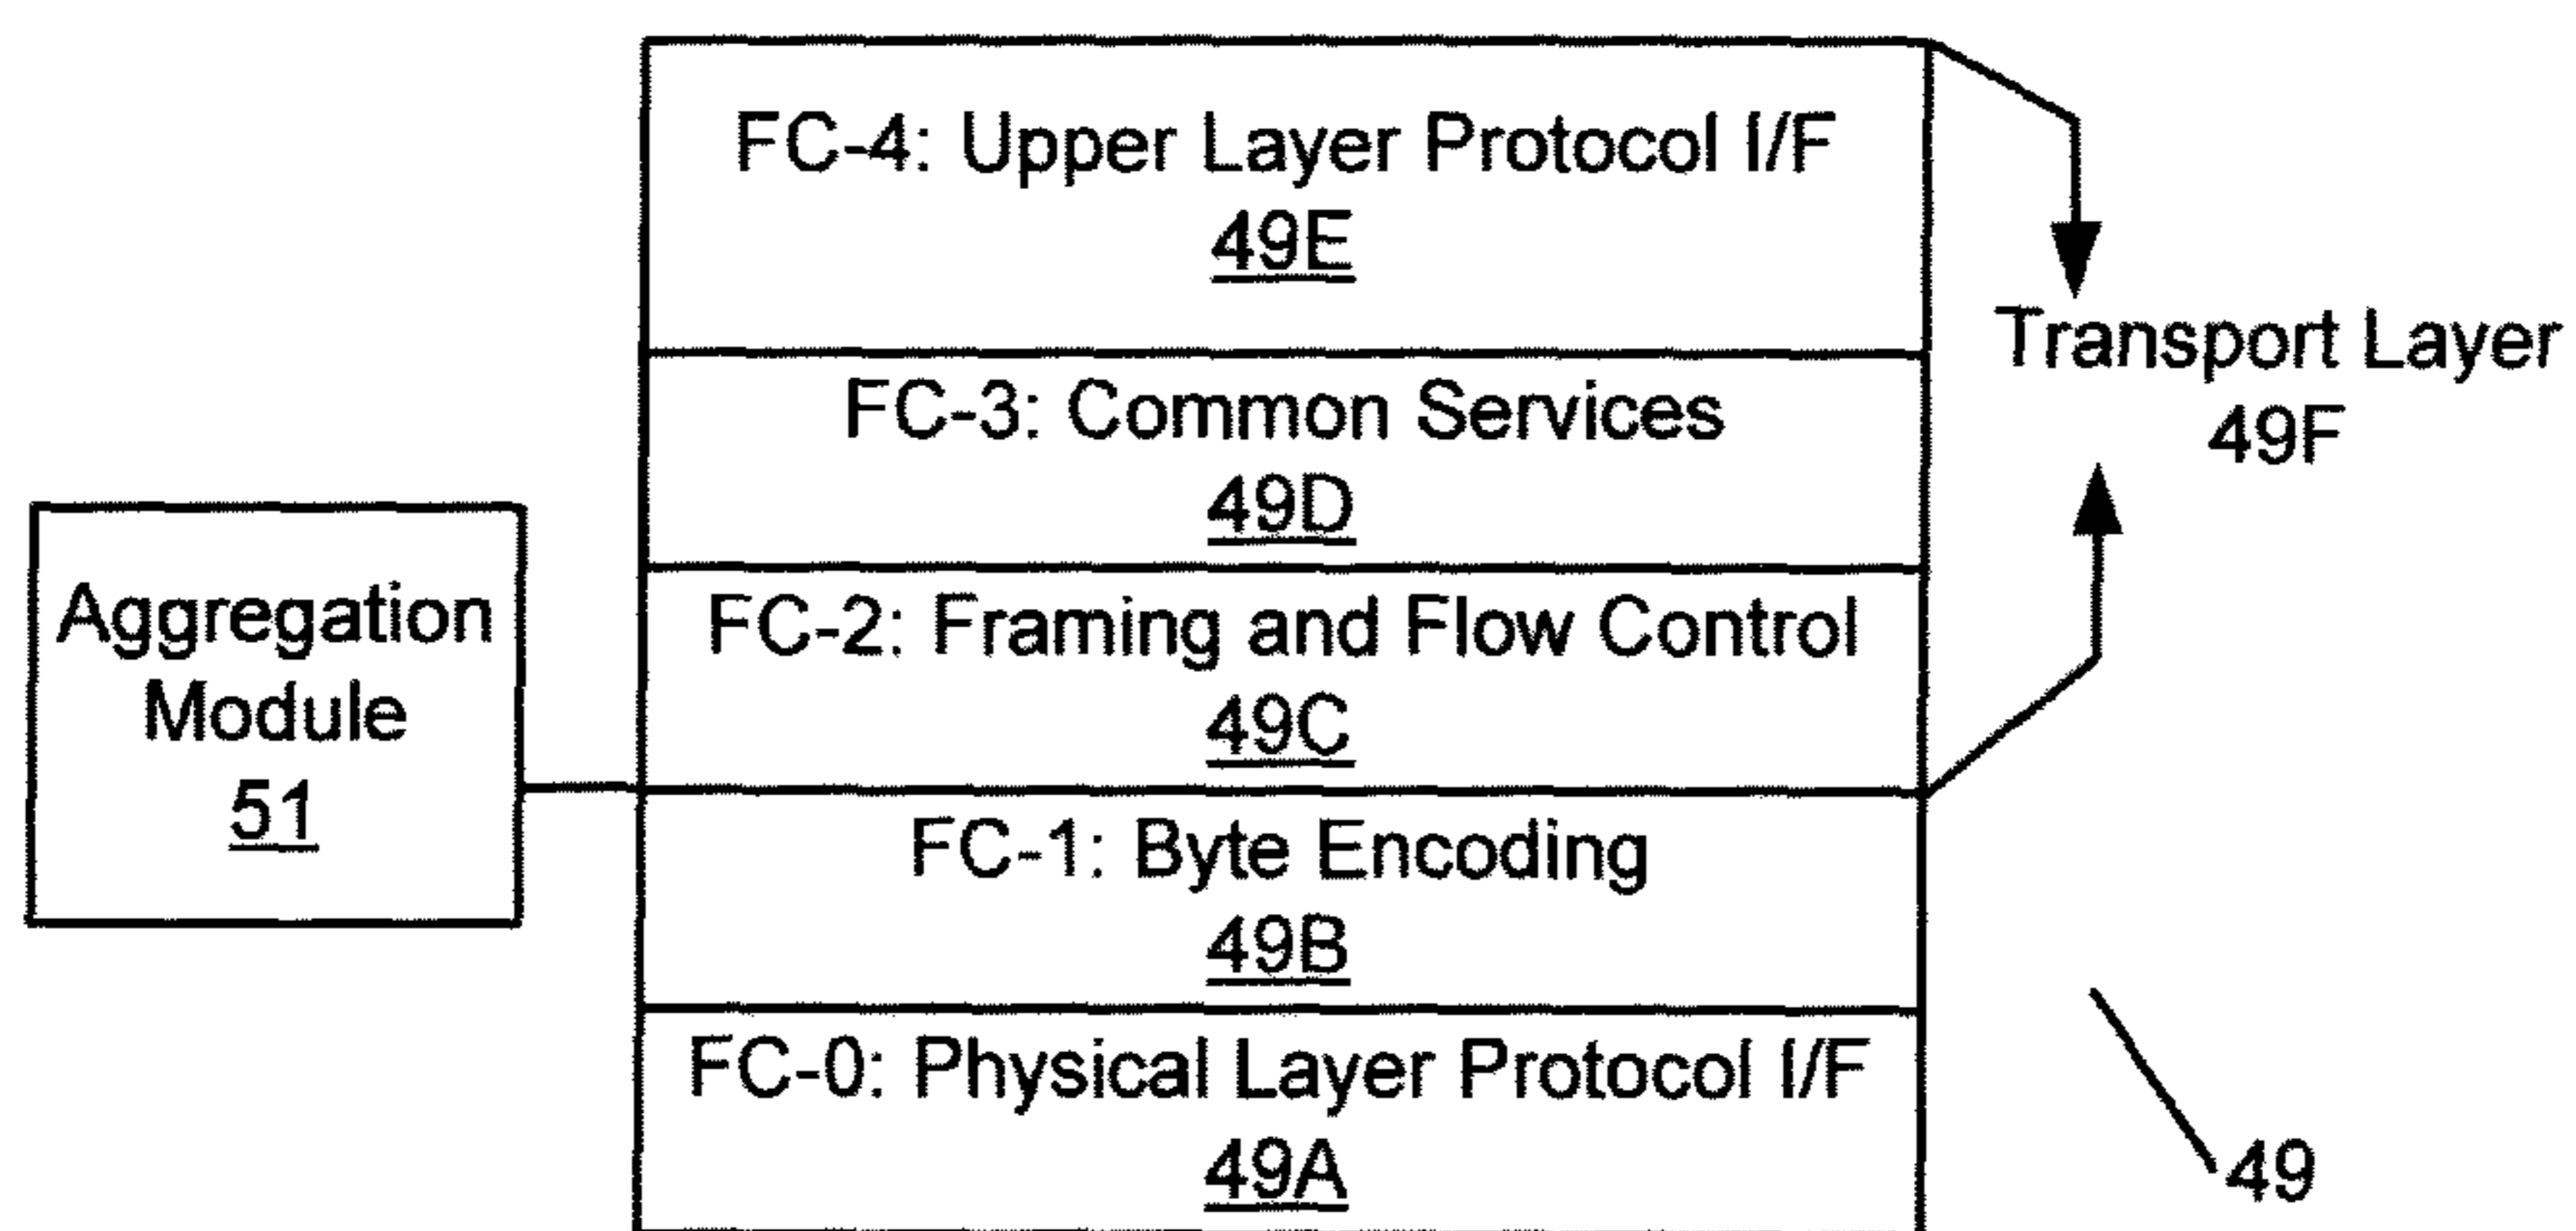 FC-4: Upper Layer Protocol I/F
49E
Transport Layer
49F
FC-3: Common Services
49D
Aggregation
Module
51
FC-2: Framing and Flow Control
49C
FC-1: Byte Encoding
49B
FC-0: Physical Layer Protocol I/F
49A
49